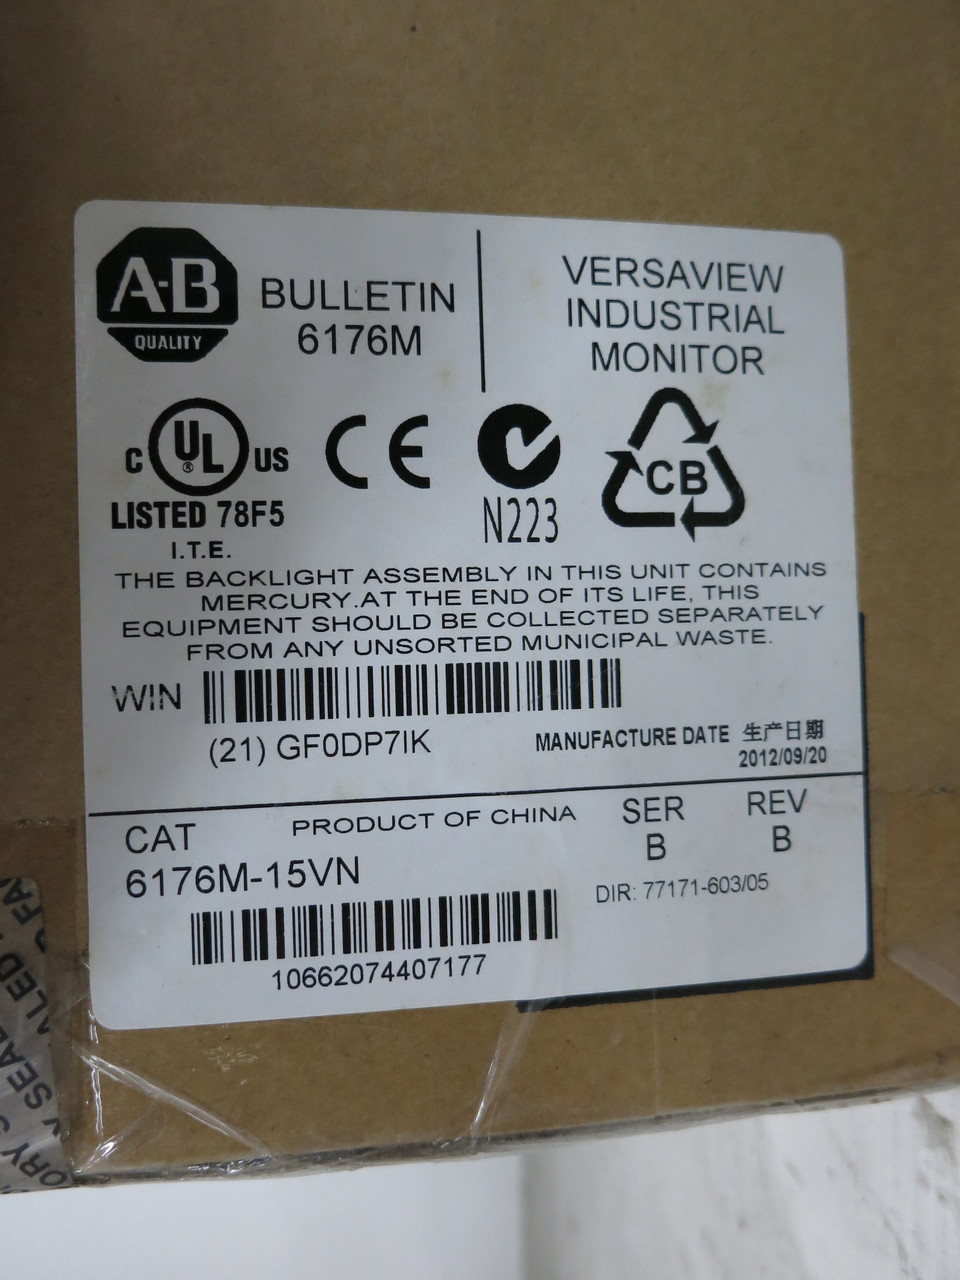 A-B
QUALITY
BULLETIN
6176M
VERSAVIEW
INDUSTRIAL
MONITOR
C UL ® US
LISTED 78F5
I.T.E.
CE
N223
CB
THE BACKLIGHT ASSEMBLY IN THIS UNIT CONTAINS
MERCURY.AT THE END OF ITS LIFE, THIS
EQUIPMENT SHOULD BE COLLECTED SEPARATELY
FROM ANY UNSORTED MUNICIPAL WASTE.
WIN
(21) GF0DP7IK
MANUFACTURE DATE 生产日期
2012/09/20
CAT
6176M-15VN
PRODUCT OF CHINA
SER
B
REV
B
DIR: 77171-603/05
10662074407177